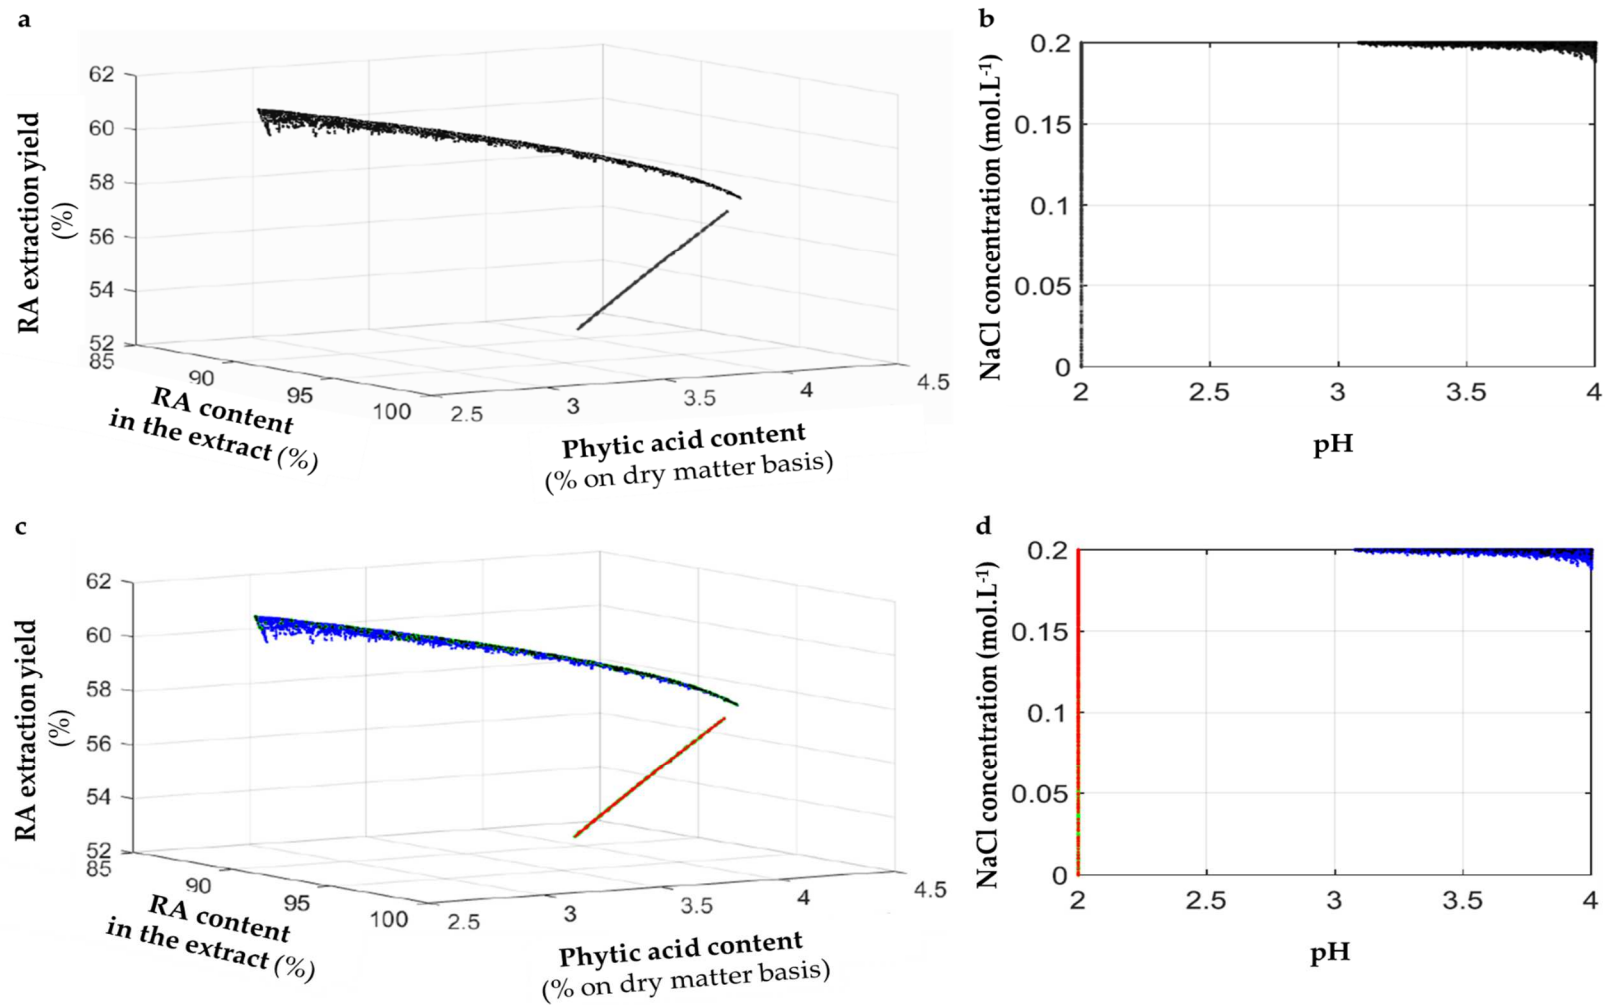 a
62
60
58
56
54
52
RA extraction yield
(%)
85
90
95
100
RA content
in the extract (%)
2.5
3
3.5
4
4.5
Phytic acid content
(% on dry matter basis)
b
0.2
0.15
0.1
0.05
0
NaCl concentration (mol.L-1)
2
2.5
3
3.5
4
pH
c
62
60
58
56
54
52
RA extraction yield
(%)
85
90
95
100
RA content
in the extract (%)
2.5
3
3.5
4
4.5
Phytic acid content
(% on dry matter basis)
d
0.2
0.15
0.1
0.05
0
NaCl concentration (mol.L-1)
2
2.5
3
3.5
4
pH